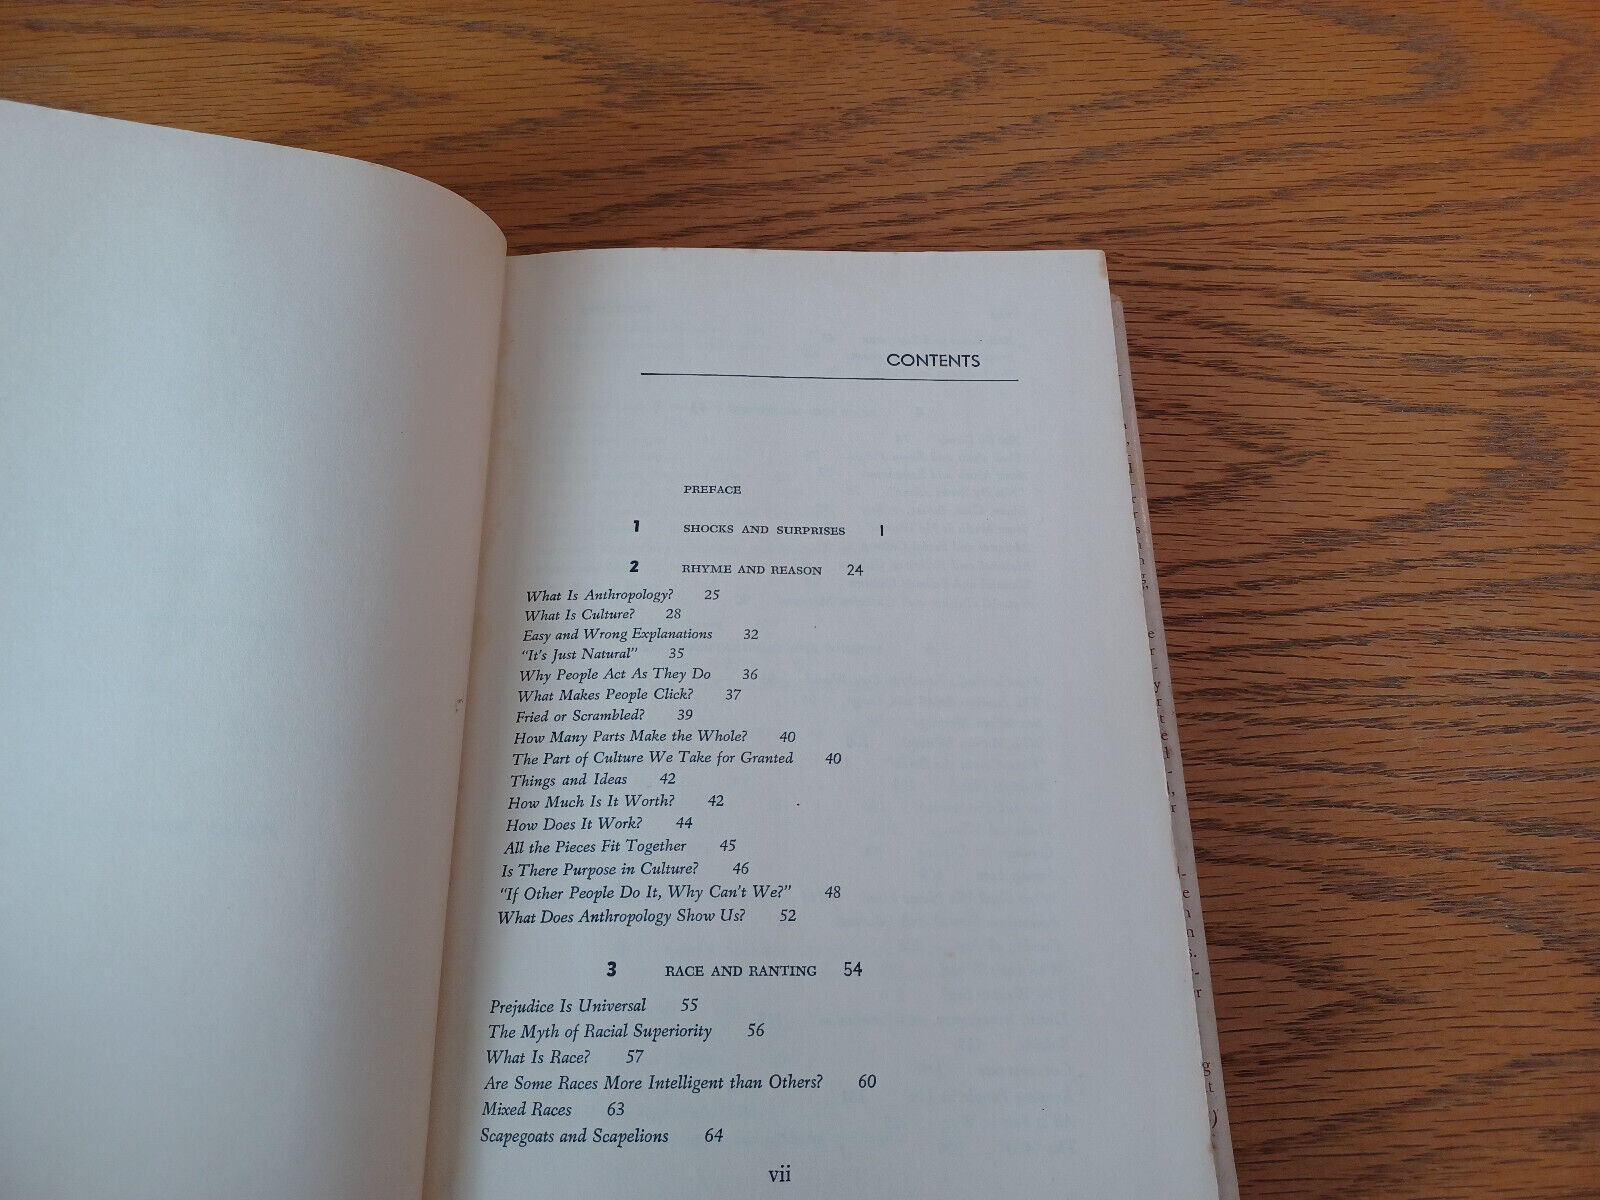 CONTENTS
PREFACE
1 SHOCKS AND SURPRISES 1
2 RHYME AND REASON 24
What Is Anthropology? 25
What Is Culture? 28
Easy and Wrong Explanations 32
"It's Just Natural" 35
Why People Act As They Do 36
What Makes People Click? 37
Fried or Scrambled? 39
How Many Parts Make the Whole? 40
The Part of Culture We Take for Granted 40
Things and Ideas 42
How Much Is It Worth? 42
How Does It Work? 44
All the Pieces Fit Together 45
Is There Purpose in Culture? 46
"If Other People Do It, Why Can't We?" 48
What Does Anthropology Show Us? 52
3 RACE AND RANTING 54
Prejudice Is Universal 55
The Myth of Racial Superiority 56
What Is Race? 57
Are Some Races More Intelligent than Others? 60
Mixed Races 63
Scapegoats and Scapelions 64
vii